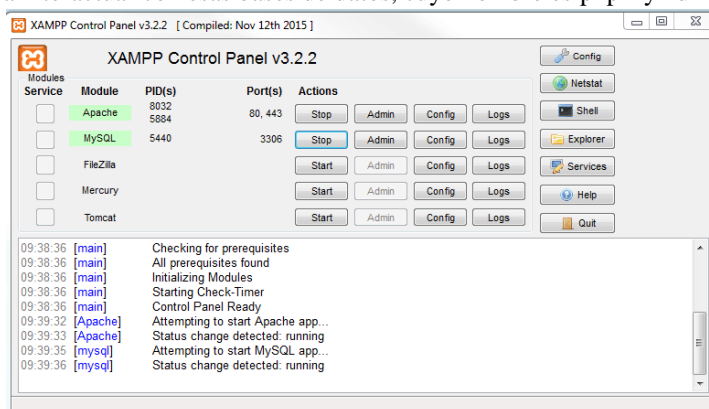 XAMPP Control Panel v3.2.2 [ Compiled: Nov 12th 2015 ]
XAMPP Control Panel v3.2.2
Config
Modules
Service Module PID(s) Port(s) Actions
Netstat
Apache 8032 5884 80, 443 Stop Admin Config Logs
Shell
MySQL 5440 3306 Stop Admin Config Logs
Explorer
FileZilla Start Admin Config Logs
Services
Mercury Start Admin Config Logs
Help
Tomcat Start Admin Config Logs
Quit
09:38:36 [main] Checking for prerequisites
09:38:36 [main] All prerequisites found
09:38:36 [main] Initializing Modules
09:38:36 [main] Starting Check-Timer
09:38:36 [main] Control Panel Ready
09:39:32 [Apache] Attempting to start Apache app...
09:39:33 [Apache] Status change detected: running
09:39:35 [mysql] Attempting to start MySQL app...
09:39:36 [mysql] Status change detected: running